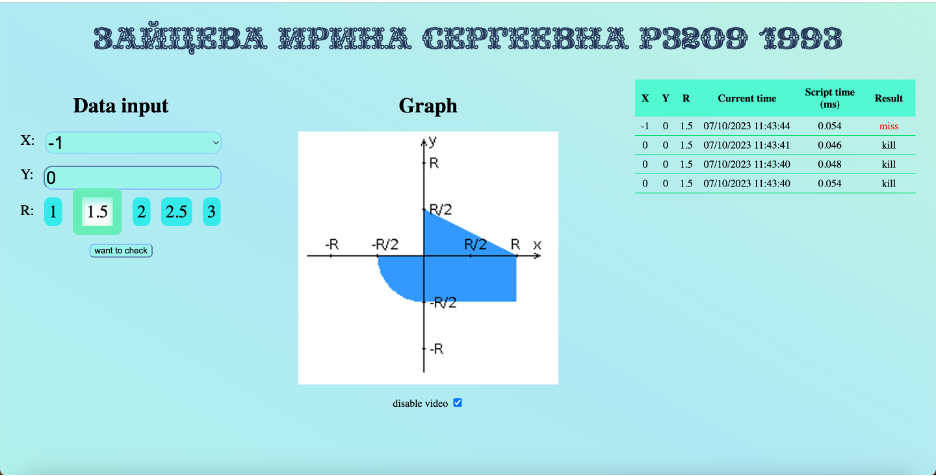 ЗАЙЦЕВА ИРИНА СЕРГЕЕВНА P3209 1993
Data input
X: -1
Y: 0
R: 1 1.5 2 2.5 3
want to check
Graph
y
R
R/2
-R -R/2 R/2 R x
-R/2
-R
disable video
X Y R Current time Script time (ms) Result
-1 0 1.5 07/10/2023 11:43:44 0.054 miss
0 0 1.5 07/10/2023 11:43:41 0.046 kill
0 0 1.5 07/10/2023 11:43:40 0.048 kill
0 0 1.5 07/10/2023 11:43:40 0.054 kill